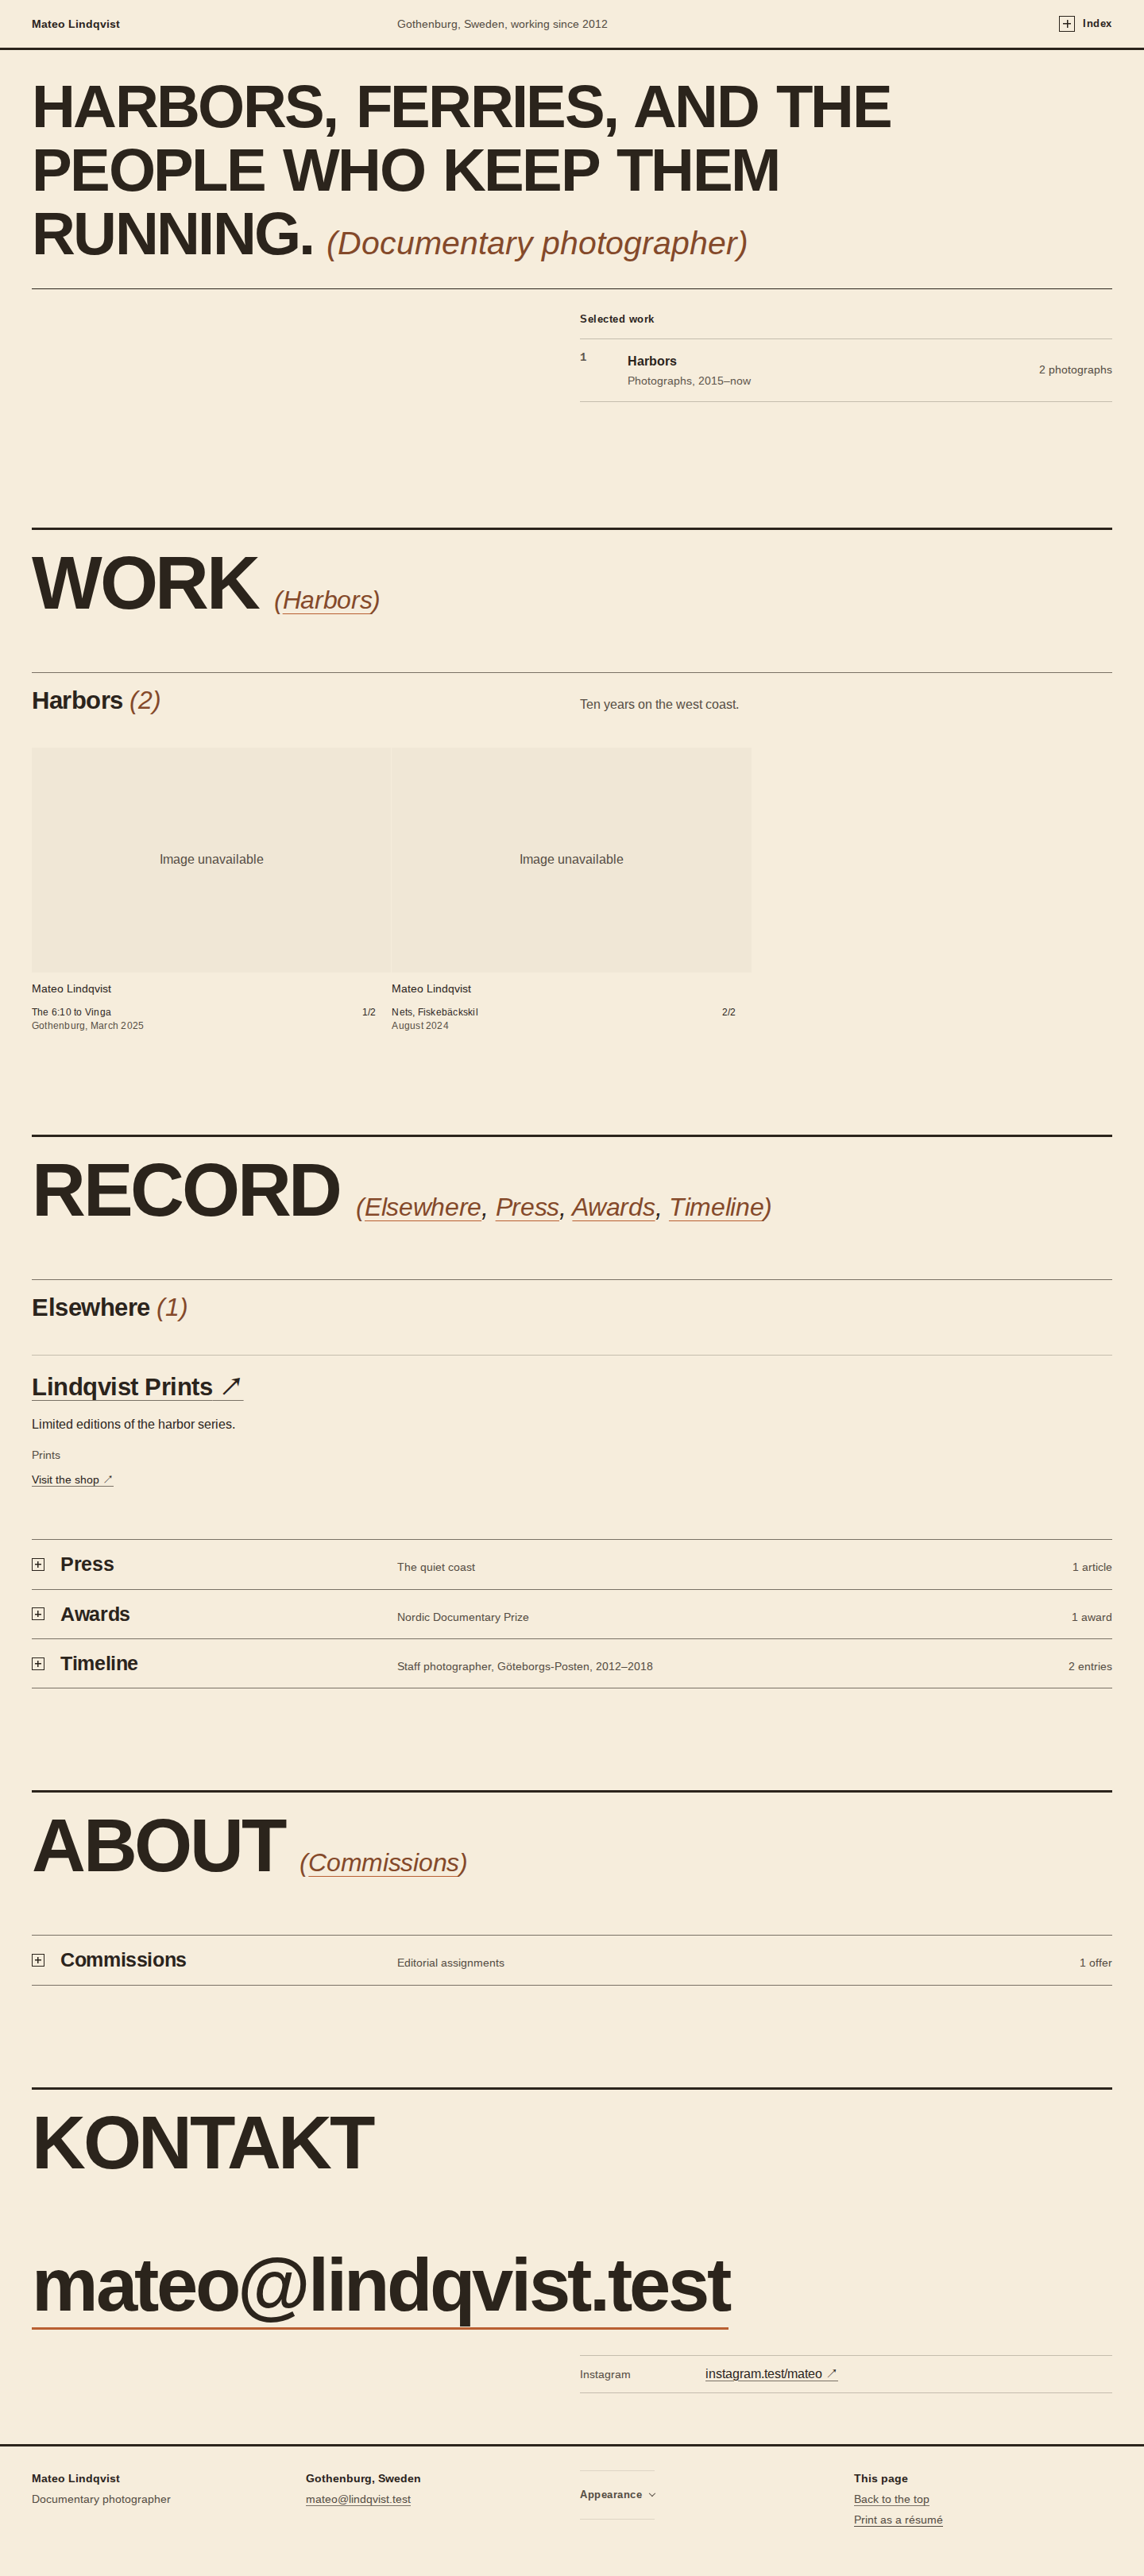 Mateo Lindqvist
Gothenburg, Sweden, working since 2012
Index
HARBORS, FERRIES, AND THE
PEOPLE WHO KEEP THEM
RUNNING. (Documentary photographer)
Selected work
1
Harbors
Photographs, 2015–now
2 photographs
WORK (Harbors)
Harbors (2)
Ten years on the west coast.
Image unavailable
Image unavailable
Mateo Lindqvist
The 6:10 to Vinga
1/2
Gothenburg, March 2025
Mateo Lindqvist
Nets, Fiskebäckskil
2/2
August 2024
RECORD (Elsewhere, Press, Awards, Timeline)
Elsewhere (1)
Lindqvist Prints ↗
Limited editions of the harbor series.
Prints
Visit the shop ↗
Press
The quiet coast
1 article
Awards
Nordic Documentary Prize
1 award
Timeline
Staff photographer, Göteborgs-Posten, 2012–2018
2 entries
ABOUT (Commissions)
Commissions
Editorial assignments
1 offer
KONTAKT
mateo@lindqvist.test
Instagram
instagram.test/mateo ↗
Mateo Lindqvist
Documentary photographer
Gothenburg, Sweden
mateo@lindqvist.test
Appearance
This page
Back to the top
Print as a résumé